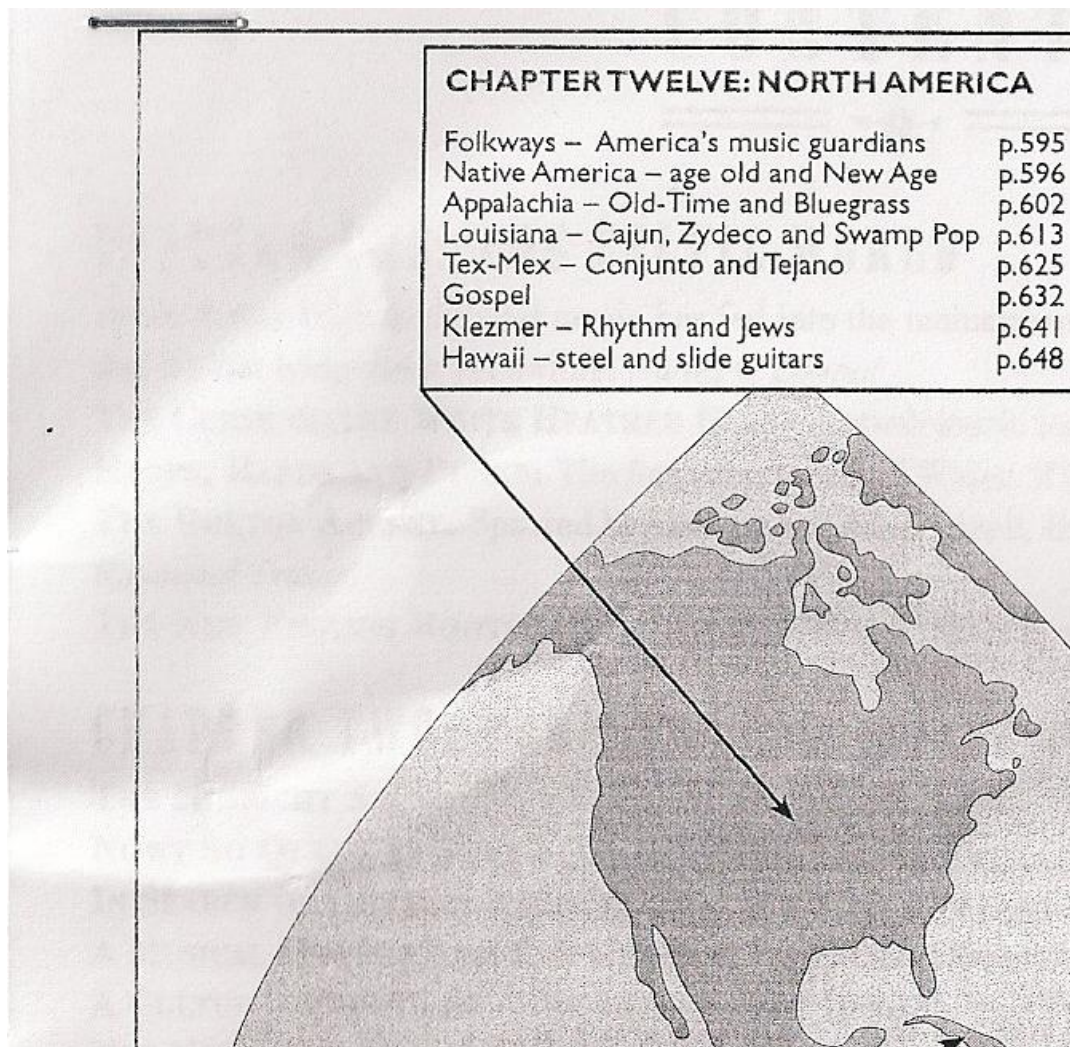 CHAPTER TWELVE: NORTH AMERICA
Folkways – America's music guardians p.595
Native America – age old and New Age p.596
Appalachia – Old-Time and Bluegrass p.602
Louisiana – Cajun, Zydeco and Swamp Pop p.613
Tex-Mex – Conjunto and Tejano p.625
Gospel p.632
Klezmer – Rhythm and Jews p.641
Hawaii – steel and slide guitars p.648